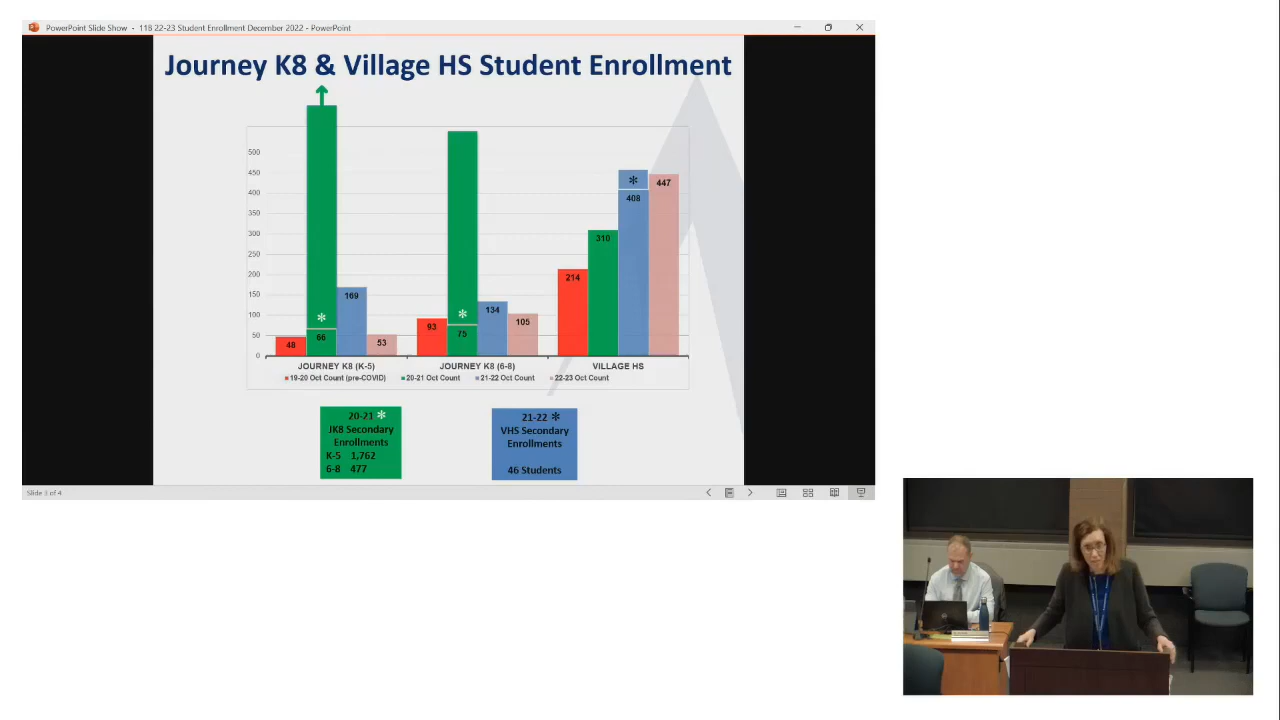 PowerPoint Slide Show - 11B 22-23 Student Enrollment December 2022 - PowerPoint
Journey K8 & Village HS Student Enrollment
500
450
400
350
300
250
200
150
100
50
0
48
*
66
169
53
93
*
75
134
105
214
310
*
408
447
JOURNEY K8 (K-5)
JOURNEY K8 (6-8)
VILLAGE HS
19-20 Oct Count (pre-COVID)
20-21 Oct Count
21-22 Oct Count
22-23 Oct Count
20-21 *
JK8 Secondary
Enrollments
K-5 1,762
6-8 477
21-22 *
VHS Secondary
Enrollments
46 Students
Slide 3 of 4